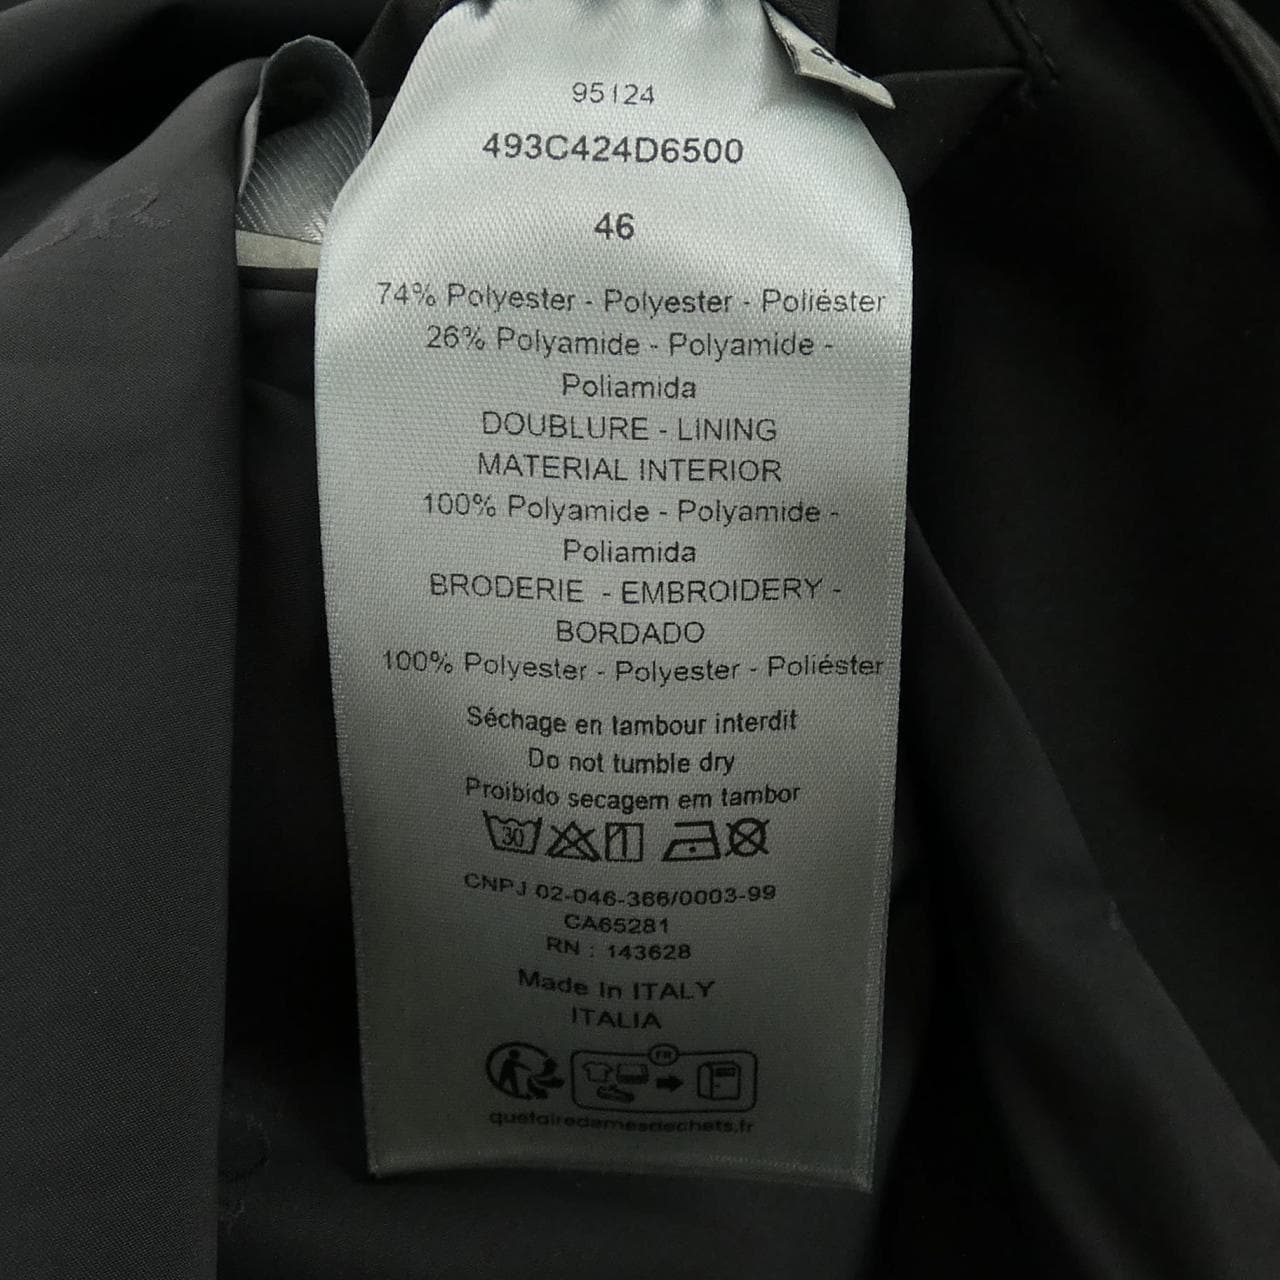 95124
493C424D6500
46
74% Polyester - Polyester - Poliéster
26% Polyamide - Polyamide -
Poliamida
DOUBLURE - LINING
MATERIAL INTERIOR
100% Polyamide - Polyamide -
Poliamida
BRODERIE - EMBROIDERY -
BORDADO
100% Polyester - Polyester - Poliéster
Séchage en tambour interdit
Do not tumble dry
Proibido secagem em tambor
30
CNPJ 02-046-366/0003-99
CA65281
RN : 143628
Made In ITALY
ITALIA
FR
quefairedemesdechets.fr